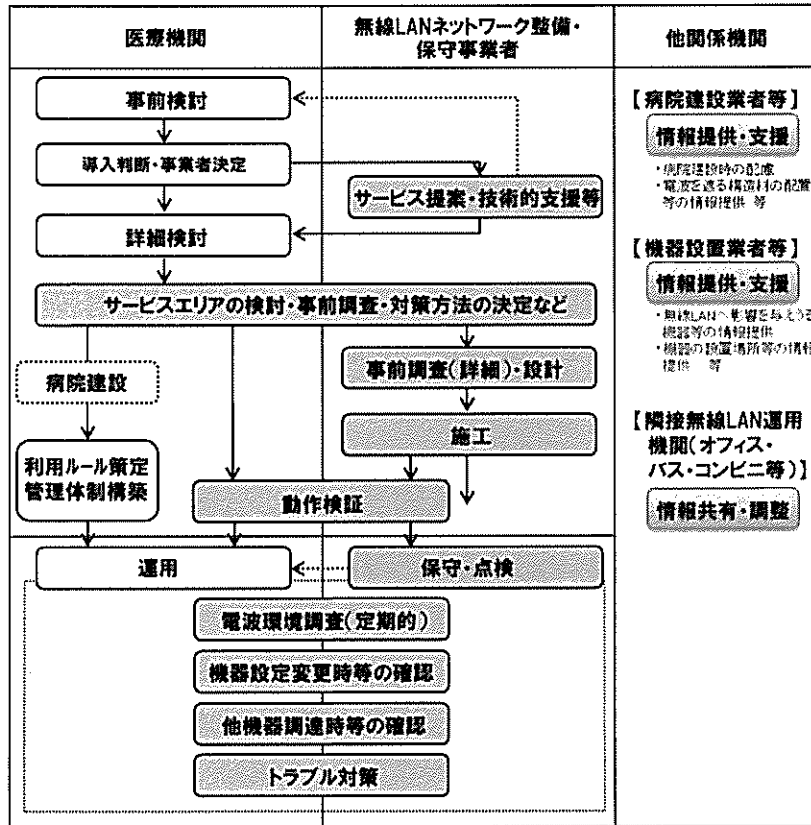 医療機関
無線LANネットワーク整備・
保守事業者
他関係機関
事前検討
導入判断・事業者決定
サービス提案・技術的支援等
詳細検討
サービスエリアの検討・事前調査・対策方法の決定など
病院建設
事前調査(詳細)・設計
施工
利用ルール策定
管理体制構築
動作検証
運用
保守・点検
電波環境調査(定期的)
機器設定変更時等の確認
他機器調達時等の確認
トラブル対策
【病院建設業者等】
情報提供・支援
・病院建設時の配慮
・電波を遮る構造材の配置
等の情報提供 等
【機器設置業者等】
情報提供・支援
・無線LANへ影響を与えうる
機器等の情報提供
・機器の設置場所等の情報
提供 等
【隣接無線LAN運用
機関(オフィス・
バス・コンビニ等)】
情報共有・調整